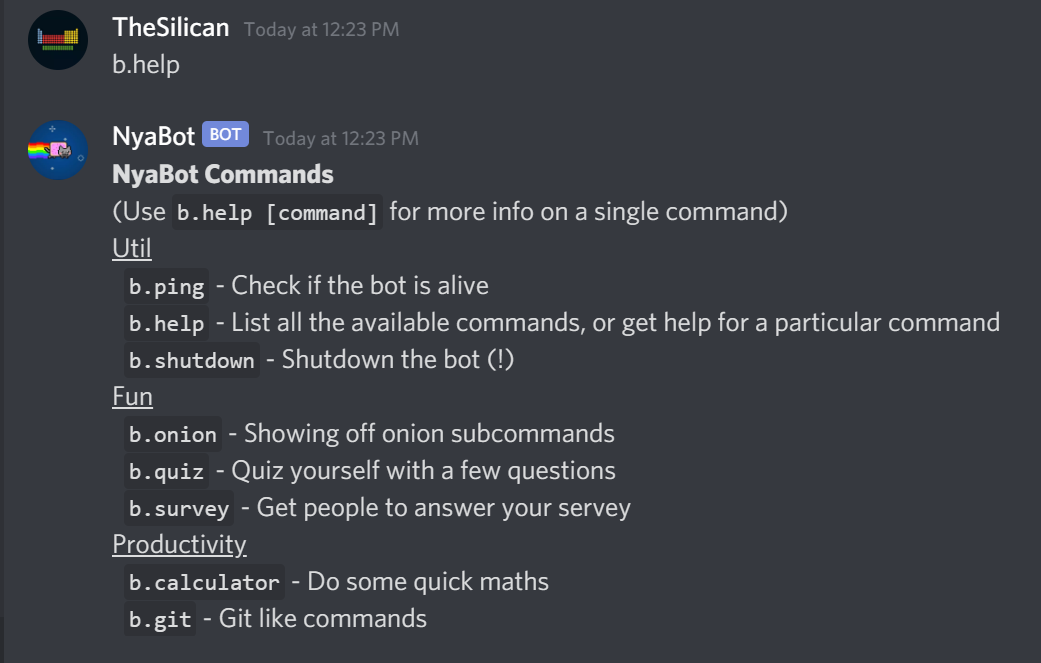 TheSilican Today at 12:23 PM
b.help
NyaBot BOT Today at 12:23 PM
NyaBot Commands
(Use b.help [command] for more info on a single command)
Util
b.ping - Check if the bot is alive
b.help - List all the available commands, or get help for a particular command
b.shutdown - Shutdown the bot (!)
Fun
b.onion - Showing off onion subcommands
b.quiz - Quiz yourself with a few questions
b.survey - Get people to answer your servey
Productivity
b.calculator - Do some quick maths
b.git - Git like commands